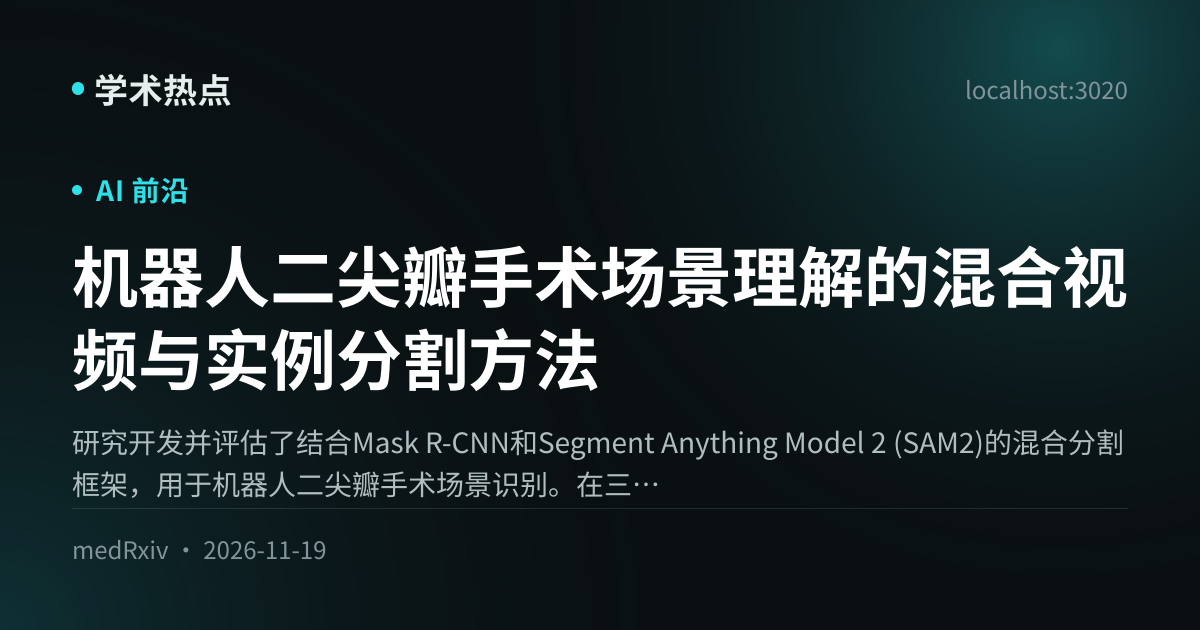 学术热点
localhost:3020
AI 前沿
机器人二尖瓣手术场景理解的混合视
频与实例分割方法
研究开发并评估了结合Mask R-CNN和Segment Anything Model 2 (SAM2)的混合分割
框架，用于机器人二尖瓣手术场景识别。在三…
medRxiv • 2026-11-19